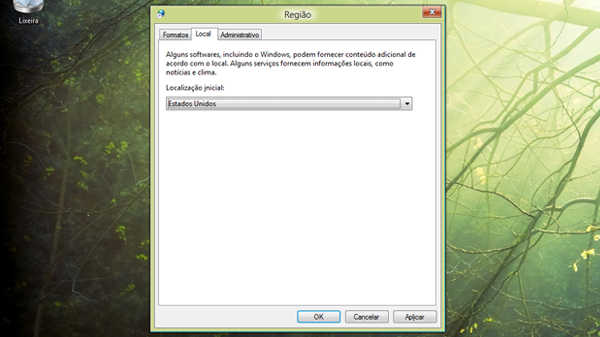 Lixeira
Região
Formatos
Local
Administrativo
Alguns softwares, incluindo o Windows, podem fornecer conteúdo adicional de
acordo com o local. Alguns serviços fornecem informações locais, como
notícias e clima.
Localização inicial:
Estados Unidos
OK
Cancelar
Aplicar